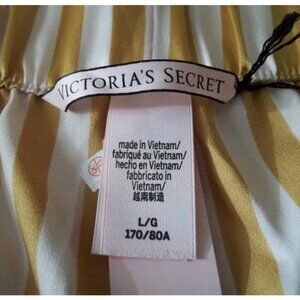 VICTORIA'S SECRET
made in Vietnam/
fabriqué au Vietnam/
hecho en Vietnam/
fabbricato in
Vietnam/
越南制造
L/G
170/80A